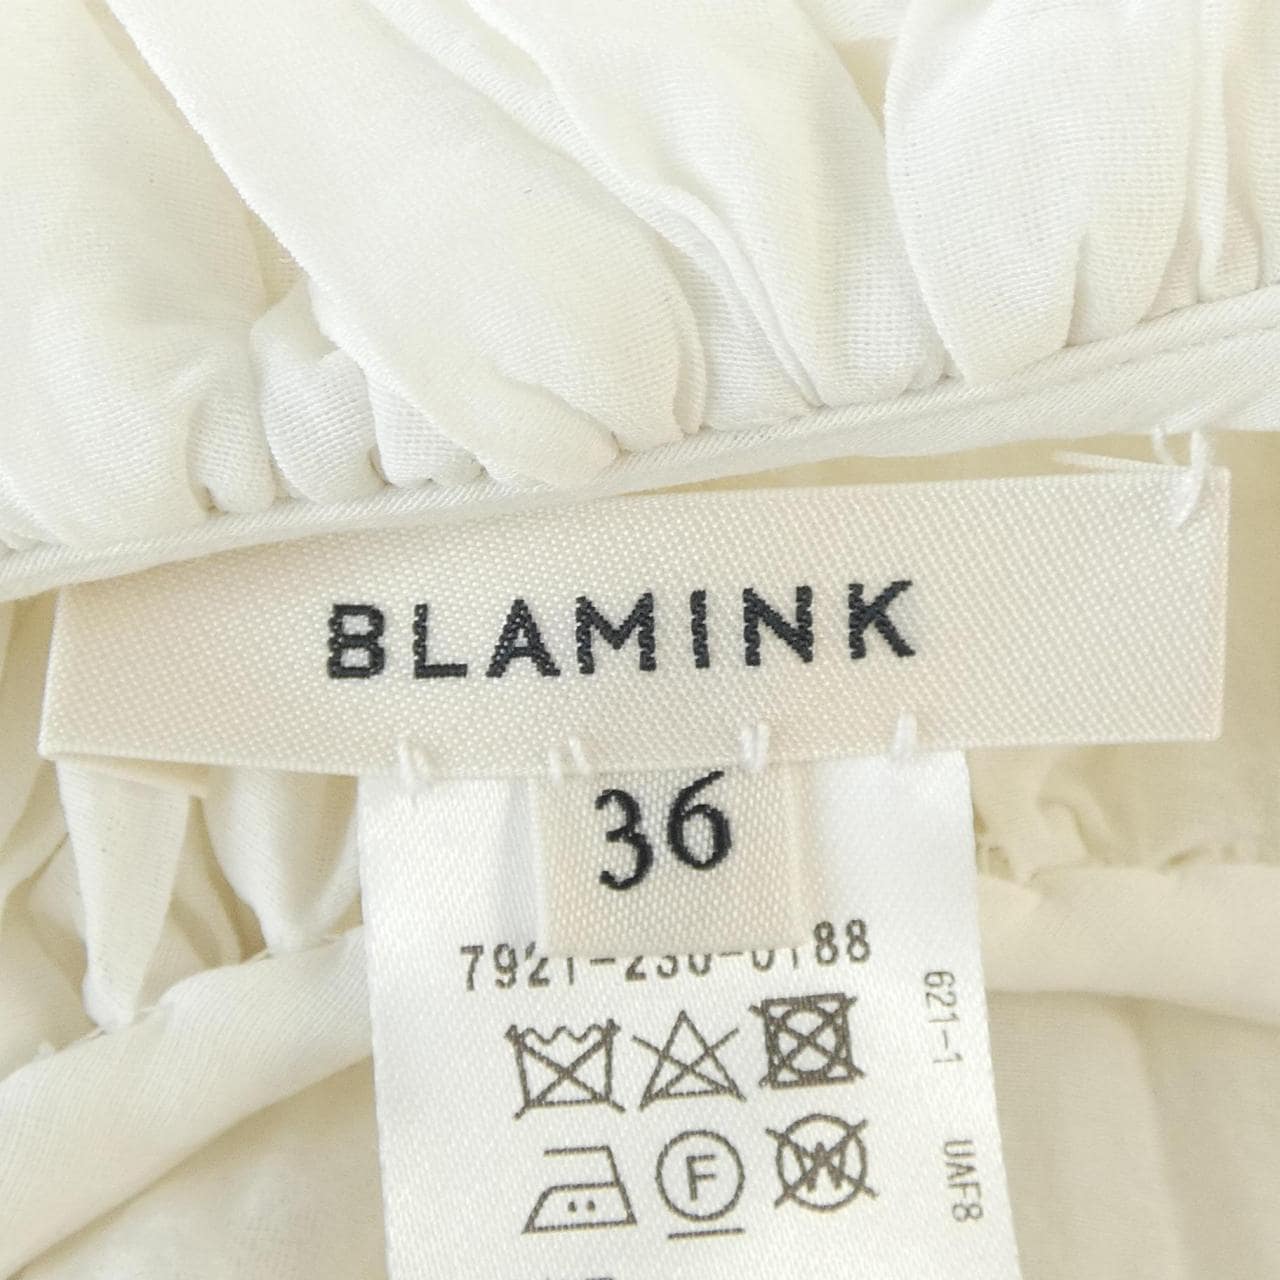 BLAMINK
36
7921-230-0188
621-1
UAF8
F
W